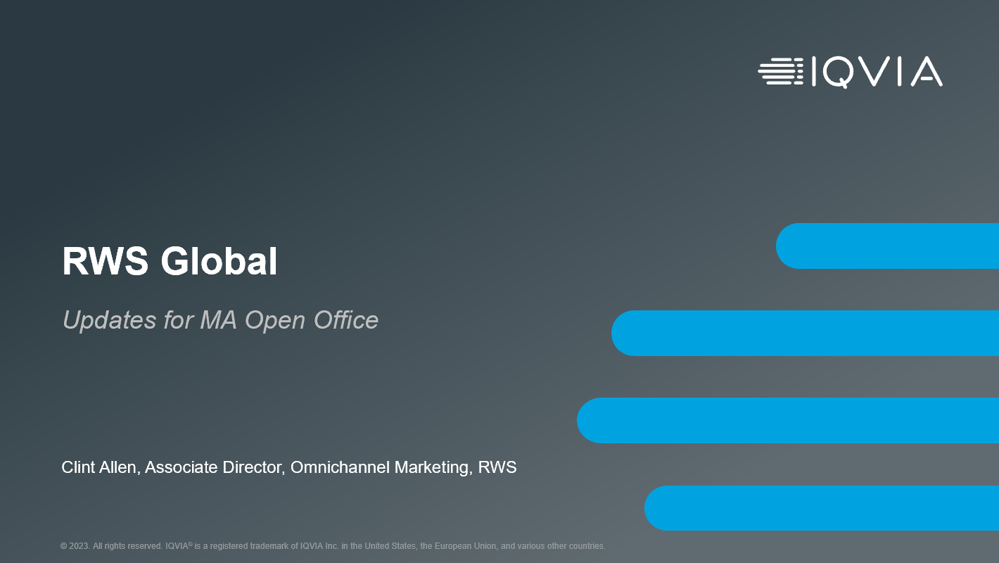 IQVIA
RWS Global
Updates for MA Open Office
Clint Allen, Associate Director, Omnichannel Marketing, RWS
© 2023. All rights reserved. IQVIA® is a registered trademark of IQVIA Inc. in the United States, the European Union, and various other countries.